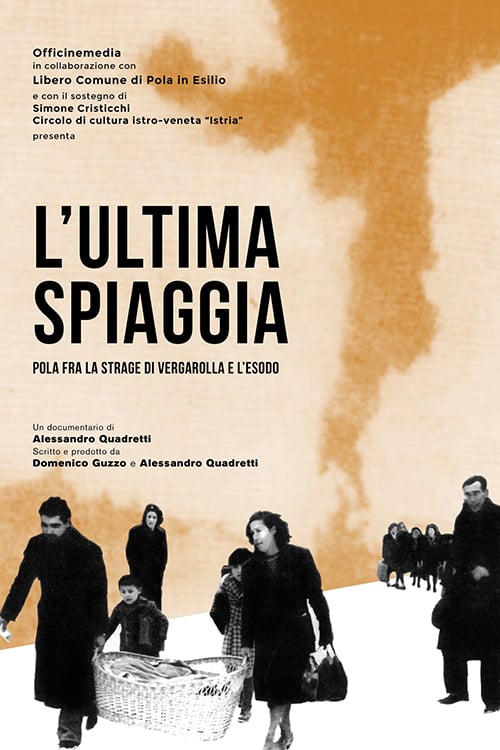 Officinemedia
in collaborazione con
Libero Comune di Pola in Esilio
e con il sostegno di
Simone Cristicchi
Circolo di cultura istro-veneta "Istria"
presenta
L'ULTIMA
SPIAGGIA
POLA FRA LA STRAGE DI VERGAROLLA E L'ESODO
Un documentario di
Alessandro Quadretti
Scritto e prodotto da
Domenico Guzzo e Alessandro Quadretti